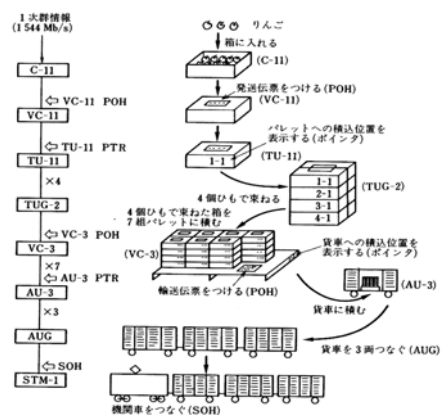 1次群情報
(1 544 Mb/s)
C-11
VC-11 POH
VC-11
TU-11 PTR
TU-11
×4
TUG-2
VC-3 POH
VC-3
×7
AU-3 PTR
AU-3
×3
AUG
SOH
STM-1
りんご
箱に入れる
(C-11)
発送伝票をつける(POH)
(VC-11)
パレットへの積込位置を
表示する(ポインタ)
1-1
(TU-11)
4個ひもで束ねる
1-1
2-1
3-1
4-1
(TUG-2)
4個ひもで束ねた箱を
7組パレットに積む
(VC-3)
貨車への積込位置を
表示する(ポインタ)
輸送伝票をつける(POH)
(AU-3)
貨車に積む
貨車を3両つなぐ(AUG)
機関車をつなぐ(SOH)